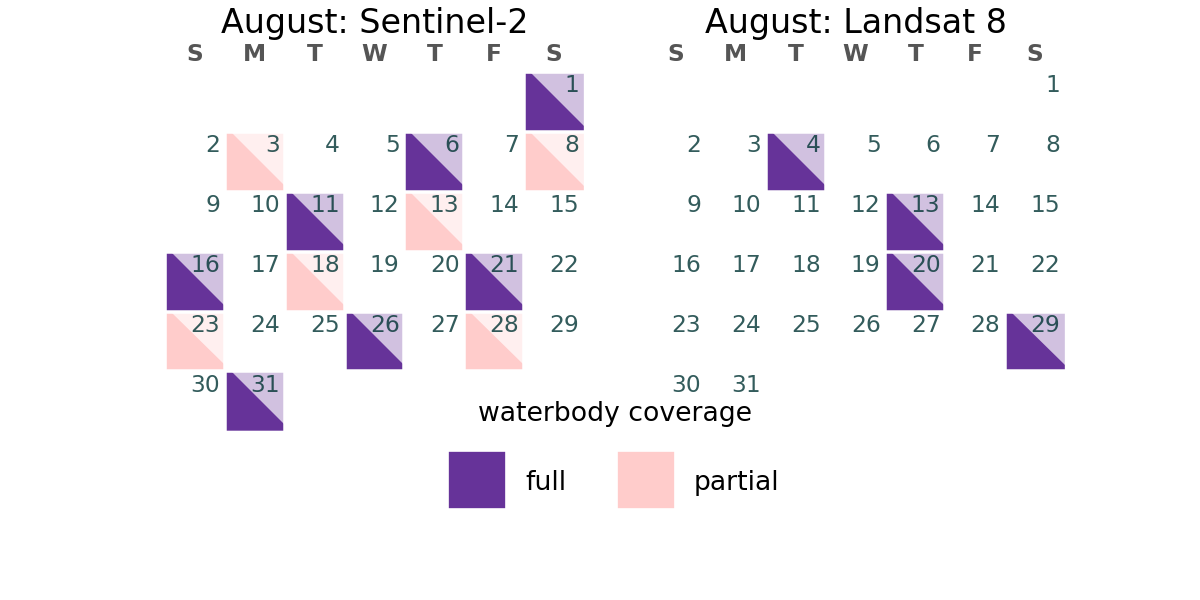 August: Sentinel-2
S M T W T F S
1
2 3 4 5 6 7 8
9 10 11 12 13 14 15
16 17 18 19 20 21 22
23 24 25 26 27 28 29
30 31
August: Landsat 8
S M T W T F S
1
2 3 4 5 6 7 8
9 10 11 12 13 14 15
16 17 18 19 20 21 22
23 24 25 26 27 28 29
30 31
waterbody coverage
full partial